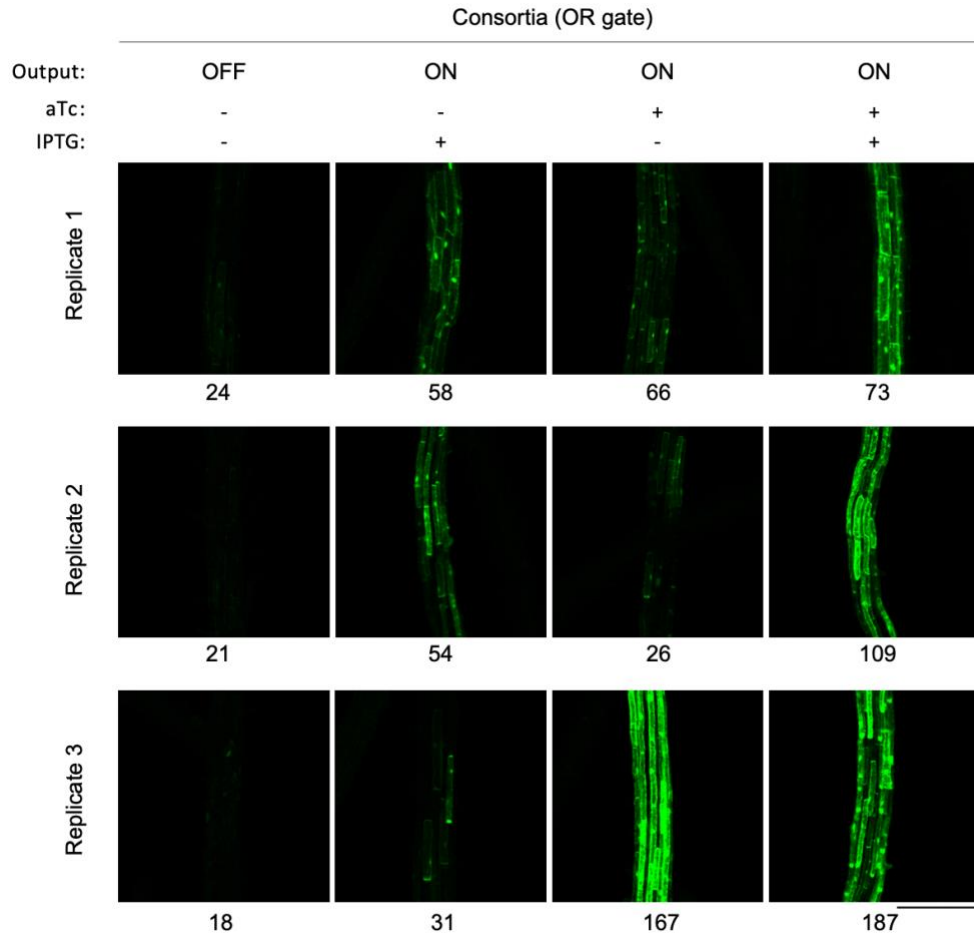 Consortia (OR gate)
Output: OFF ON ON ON
aTc: - - + +
IPTG: - + - +
Replicate 1
24 58 66 73
Replicate 2
21 54 26 109
Replicate 3
18 31 167 187